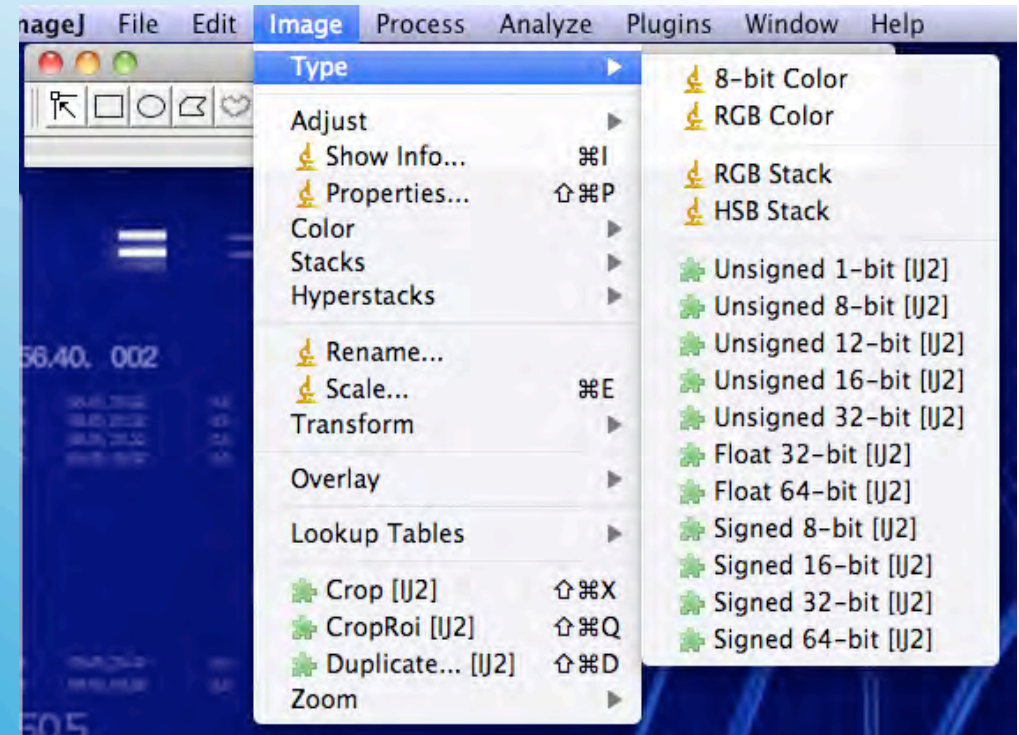 nageJ File Edit Image Process Analyze Plugins Window Help
Type
Adjust
Show Info... ⌘I
Properties... ⇧⌘P
Color
Stacks
Hyperstacks
Rename...
Scale... ⌘E
Transform
Overlay
Lookup Tables
Crop [IJ2] ⇧⌘X
CropRoi [IJ2] ⇧⌘Q
Duplicate... [IJ2] ⇧⌘D
Zoom
8-bit Color
RGB Color
RGB Stack
HSB Stack
Unsigned 1-bit [IJ2]
Unsigned 8-bit [IJ2]
Unsigned 12-bit [IJ2]
Unsigned 16-bit [IJ2]
Unsigned 32-bit [IJ2]
Float 32-bit [IJ2]
Float 64-bit [IJ2]
Signed 8-bit [IJ2]
Signed 16-bit [IJ2]
Signed 32-bit [IJ2]
Signed 64-bit [IJ2]
56.40. 002